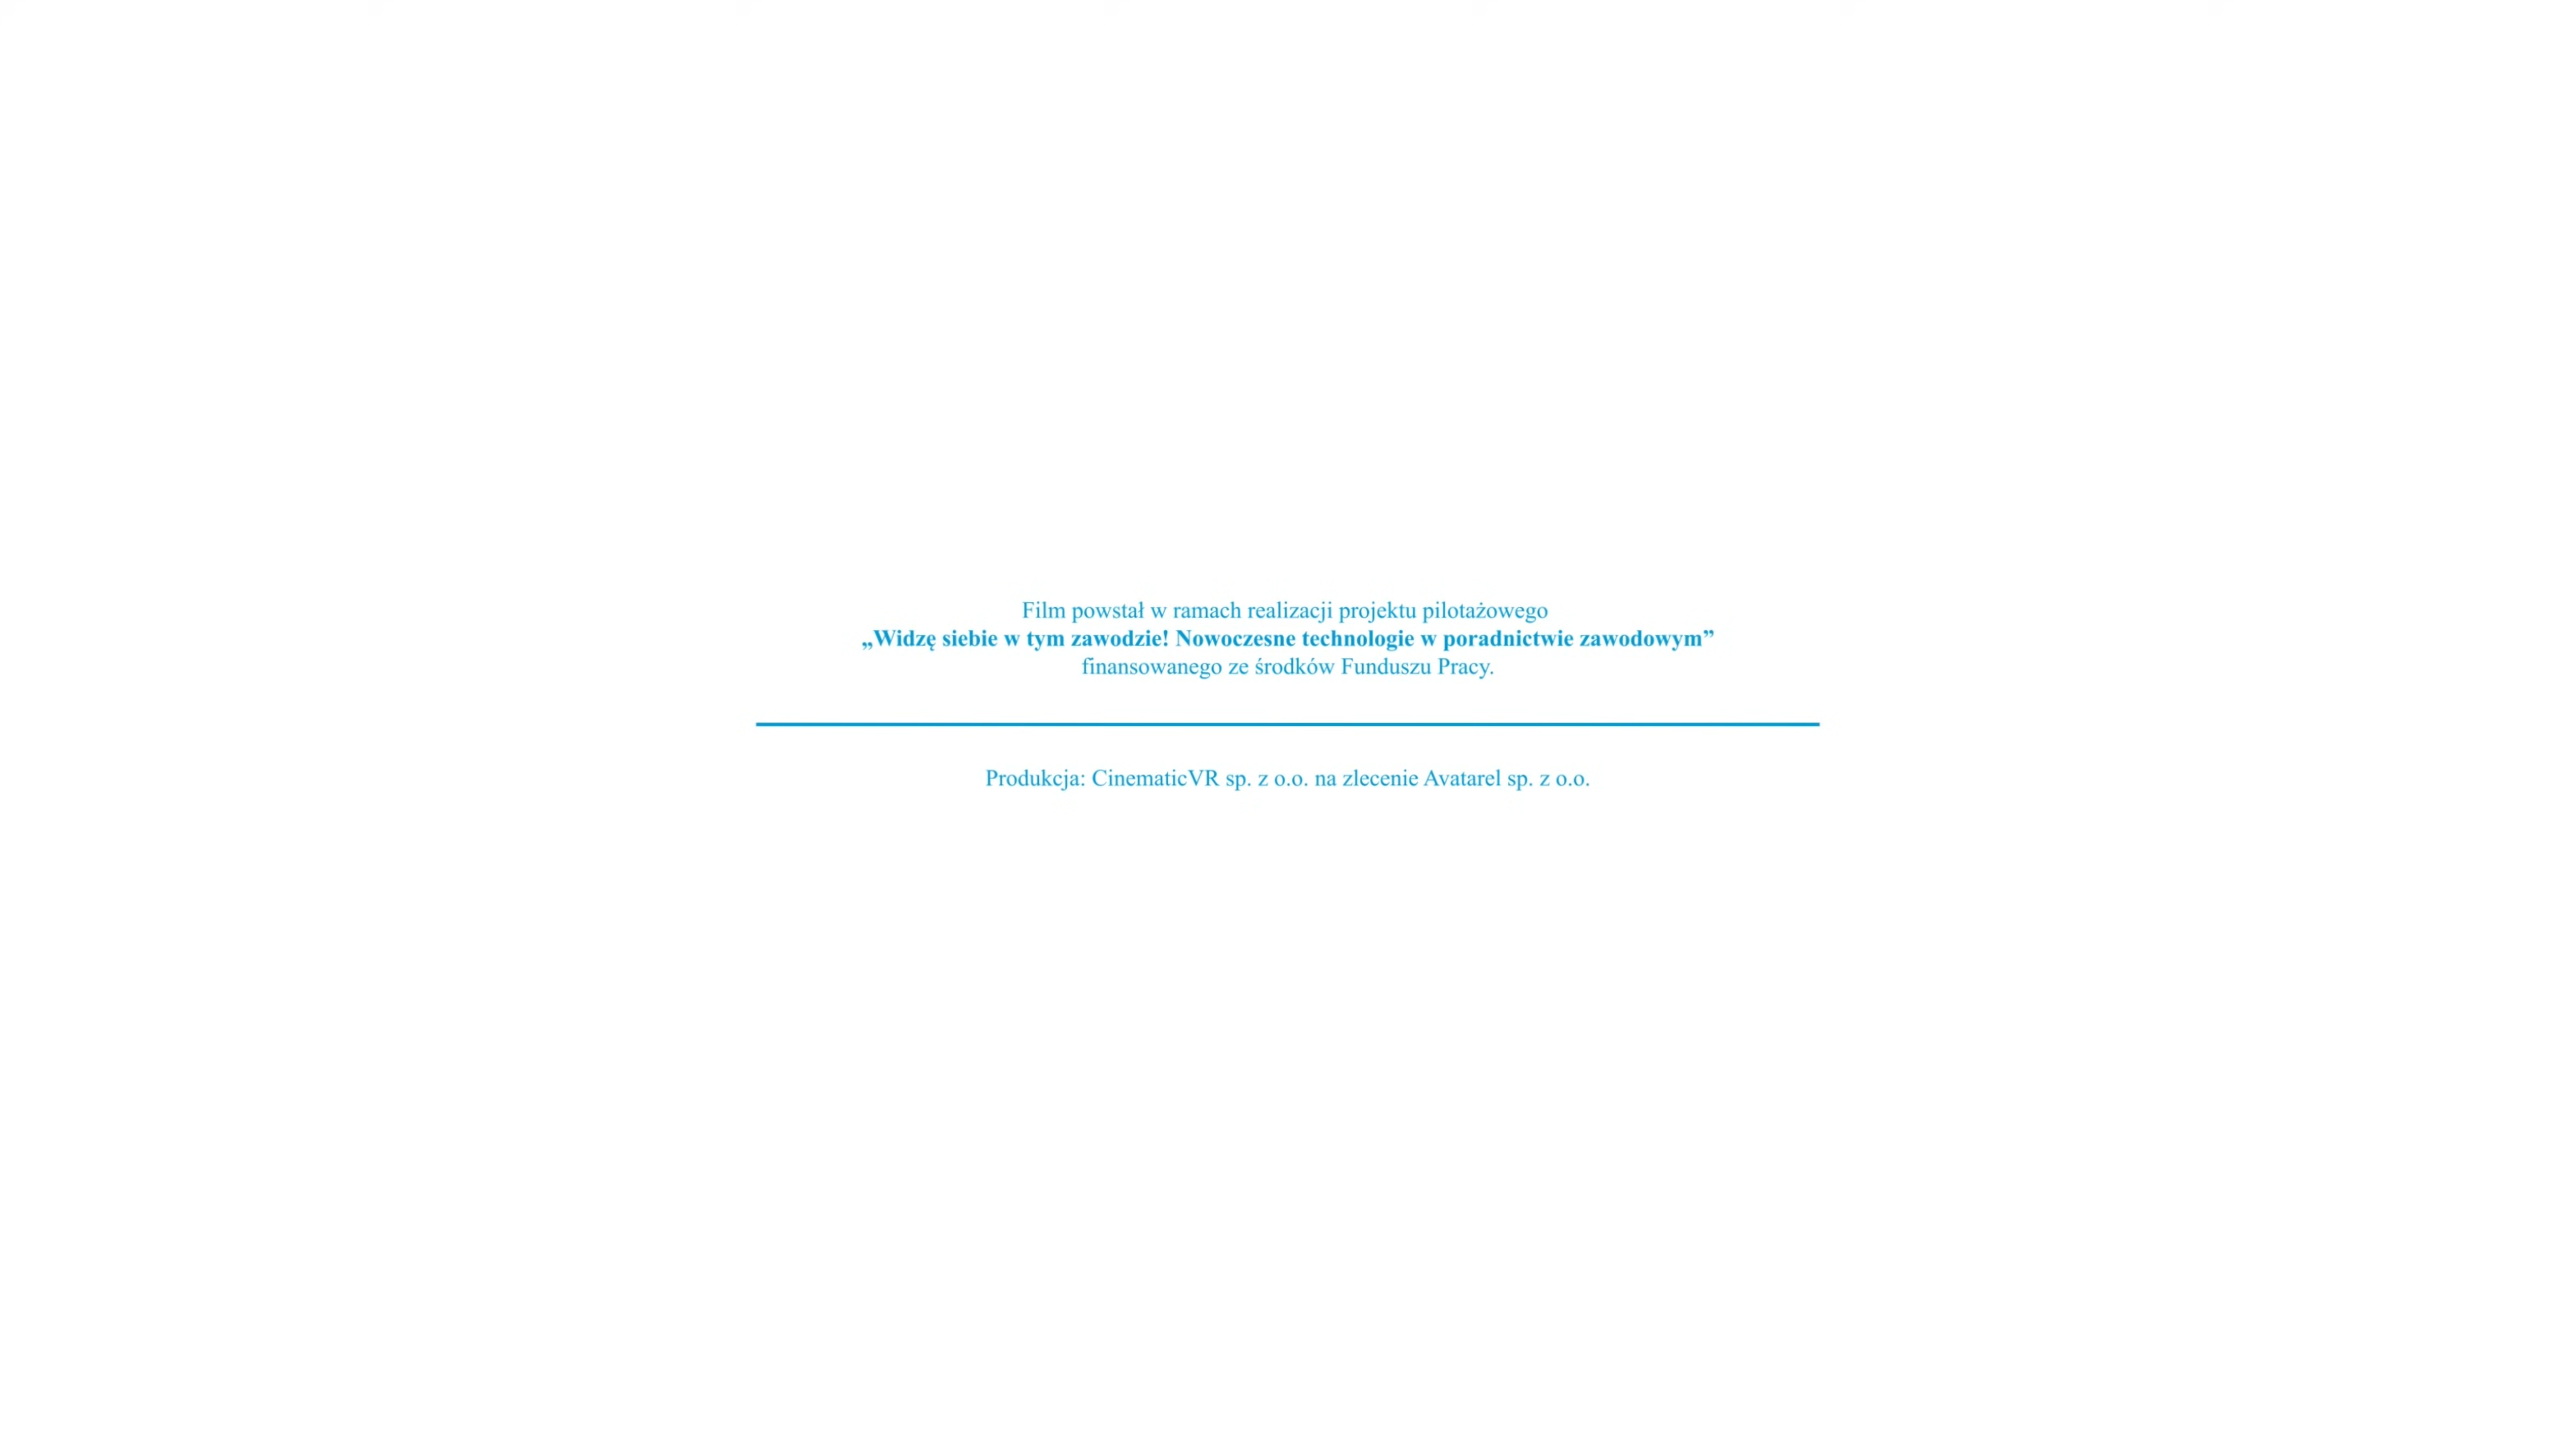 Film powstał w ramach realizacji projektu pilotażowego
„Widzę siebie w tym zawodzie! Nowoczesne technologie w poradnictwie zawodowym”
finansowanego ze środków Funduszu Pracy.
Produkcja: CinematicVR sp. z o.o. na zlecenie Avatarel sp. z o.o.